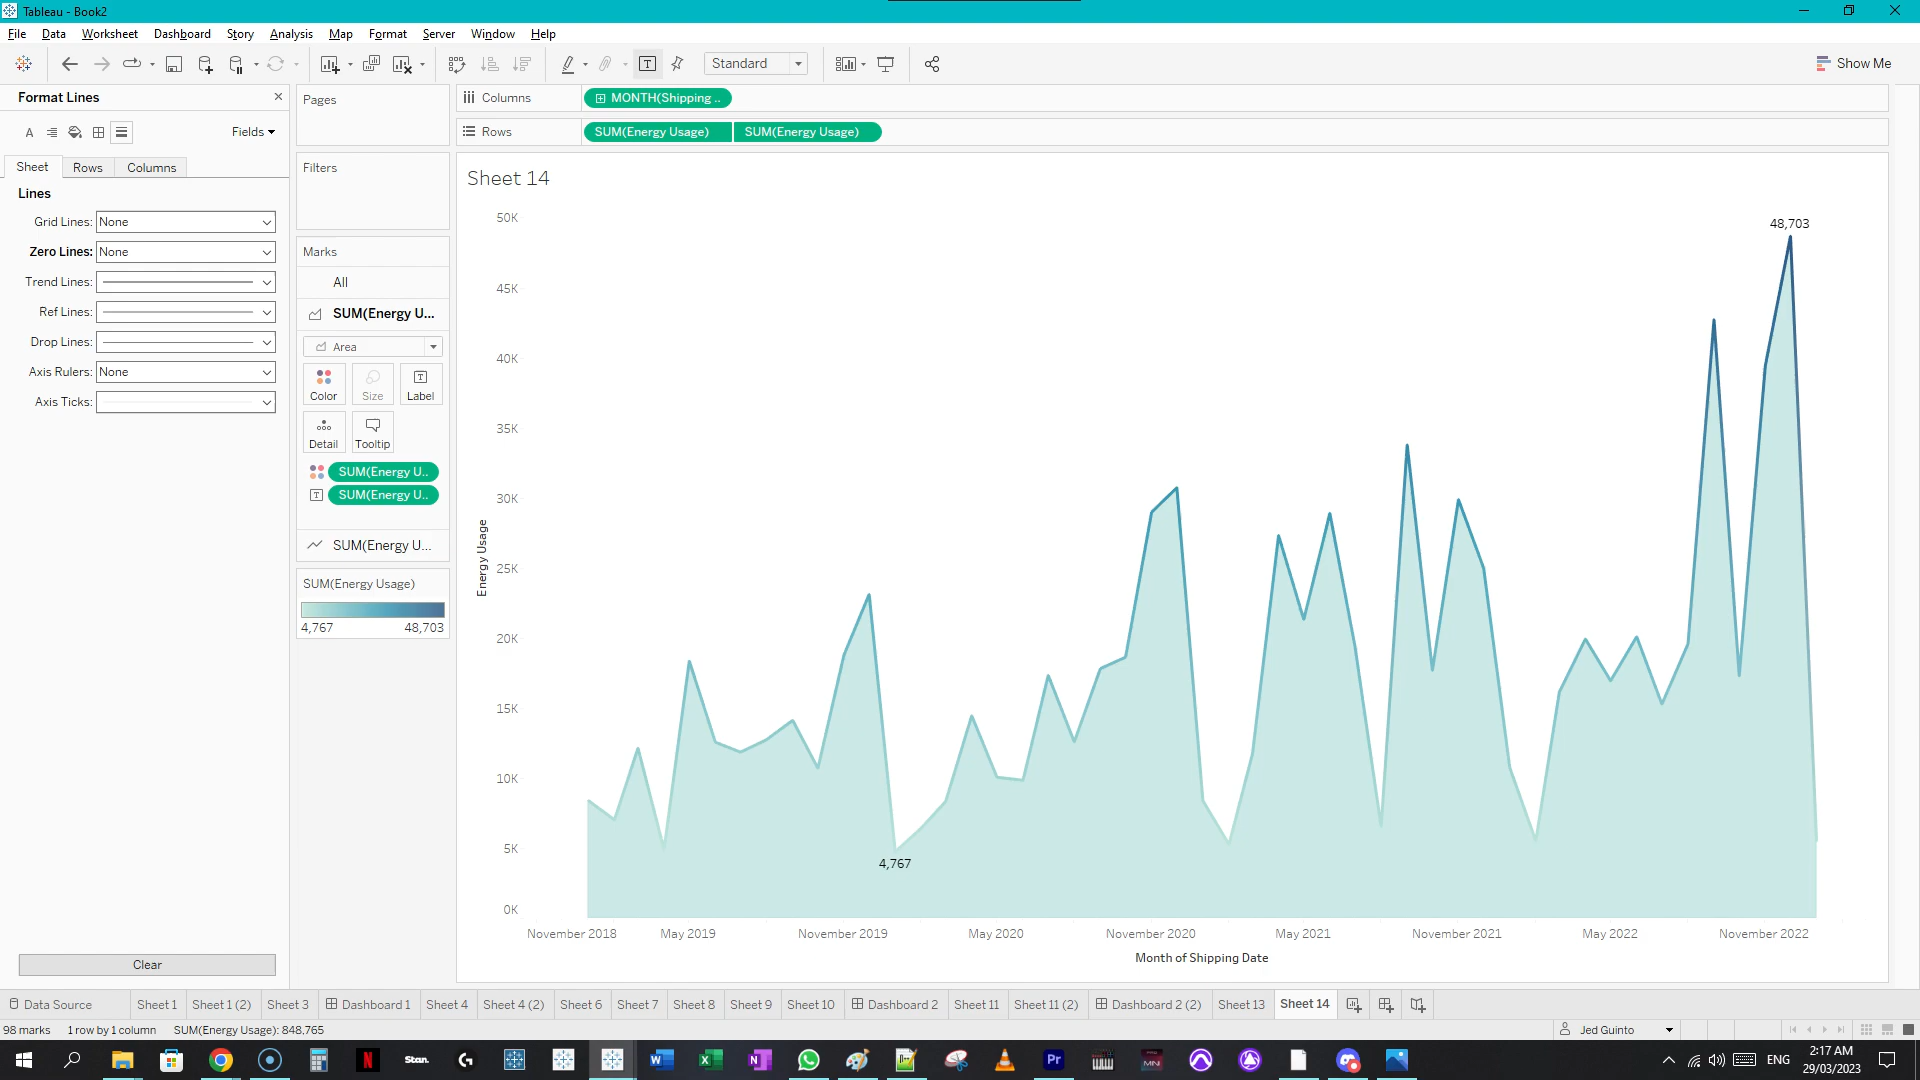 Tableau - Book2
File Data Worksheet Dashboard Story Analysis Map Format Server Window Help
Standard
Show Me
Format Lines
Fields
Sheet Rows Columns
Lines
Grid Lines: None
Zero Lines: None
Trend Lines:
Ref Lines:
Drop Lines:
Axis Rulers: None
Axis Ticks:
Clear
Pages
Filters
Marks
All
SUM(Energy U...
Area
Color Size Label
Detail Tooltip
SUM(Energy U..
SUM(Energy U..
SUM(Energy U...
SUM(Energy Usage)
4,767 48,703
Columns MONTH(Shipping ..
Rows SUM(Energy Usage) SUM(Energy Usage)
Sheet 14
50K
45K
40K
35K
30K
25K
20K
15K
10K
5K
0K
Energy Usage
48,703
4,767
November 2018 May 2019 November 2019 May 2020 November 2020 May 2021 November 2021 May 2022 November 2022
Month of Shipping Date
Data Source Sheet 1 Sheet 1 (2) Sheet 3 Dashboard 1 Sheet 4 Sheet 4 (2) Sheet 6 Sheet 7 Sheet 8 Sheet 9 Sheet 10 Dashboard 2 Sheet 11 Sheet 11 (2) Dashboard 2 (2) Sheet 13 Sheet 14
98 marks 1 row by 1 column SUM(Energy Usage): 848,765 Jed Guinto
Stan.
ENG
2:17 AM
29/03/2023